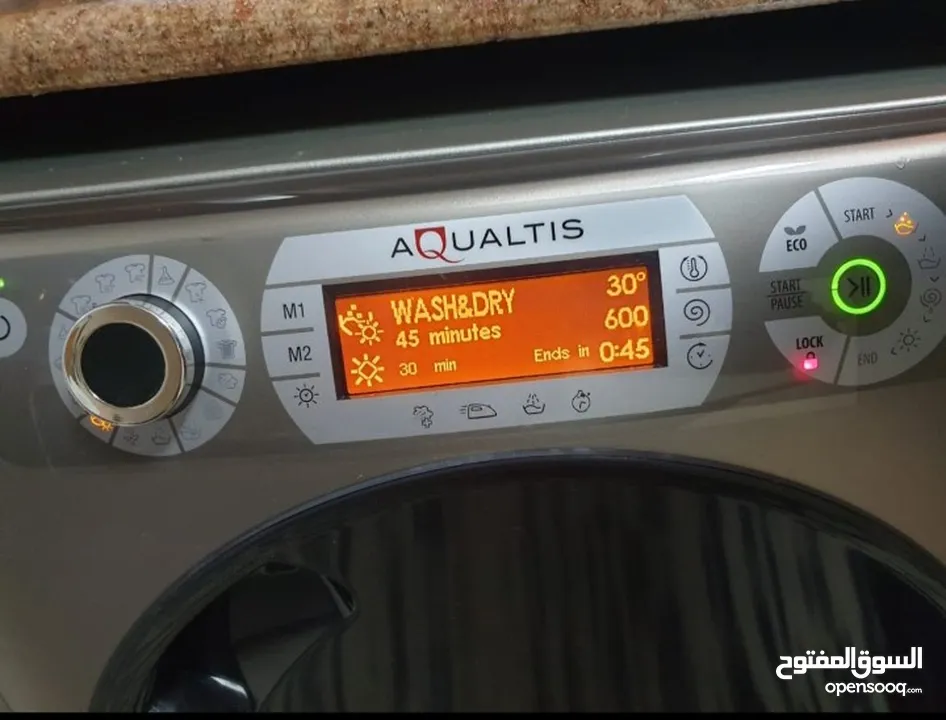 AQUALTIS
M1
M2
WASH&DRY
45 minutes
30 min
30°
600
Ends in 0:45
ECO
START
START
PAUSE
LOCK
END
السوق المفتوح
opensooq.com